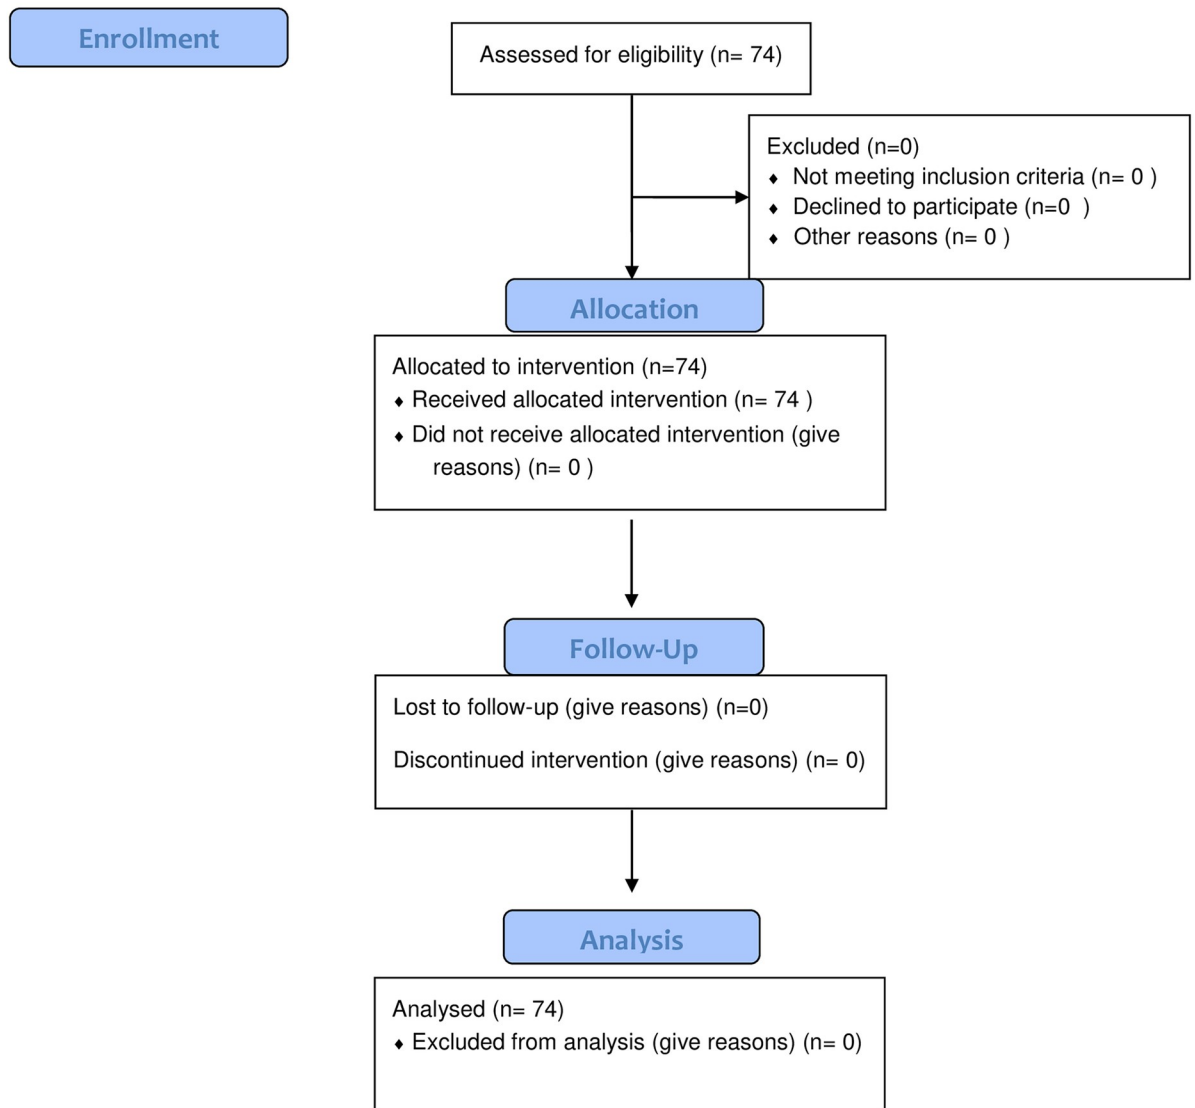 Enrollment
Assessed for eligibility (n= 74)
Excluded (n=0)
♦ Not meeting inclusion criteria (n= 0 )
♦ Declined to participate (n=0  )
♦ Other reasons (n= 0 )
Allocation
Allocated to intervention (n=74)
♦ Received allocated intervention (n= 74 )
♦ Did not receive allocated intervention (give
reasons) (n= 0 )
Follow-Up
Lost to follow-up (give reasons) (n=0)
Discontinued intervention (give reasons) (n= 0)
Analysis
Analysed (n= 74)
♦ Excluded from analysis (give reasons) (n= 0)